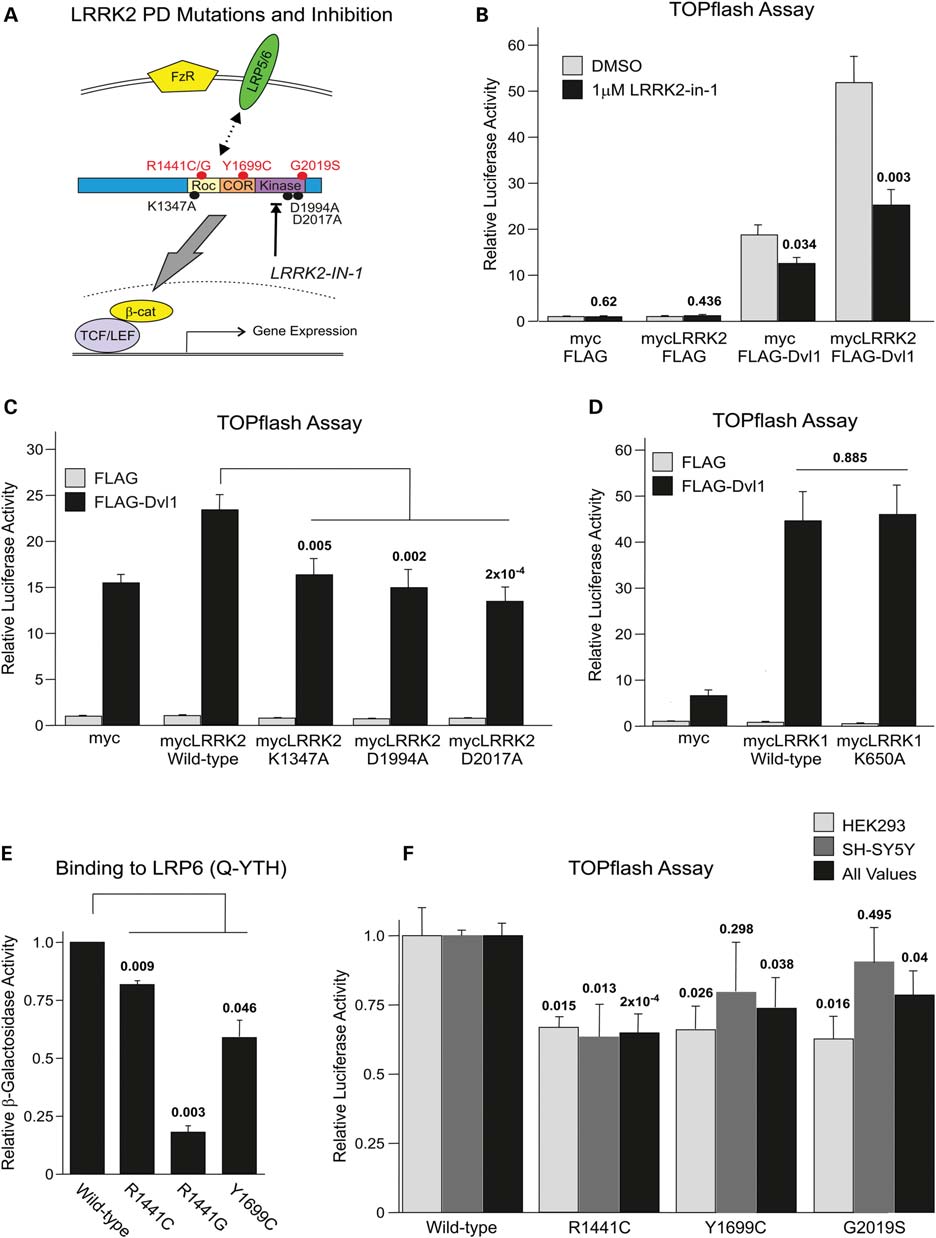 A
LRRK2 PD Mutations and Inhibition
FzR
LRP5/6
R1441C/G
Y1699C
G2019S
Roc
COR
Kinase
K1347A
D1994A
D2017A
LRRK2-IN-1
β-cat
TCF/LEF
Gene Expression
B
TOPflash Assay
Relative Luciferase Activity
60
50
40
30
20
10
0
DMSO
1μM LRRK2-in-1
0.62
0.436
0.034
0.003
myc
FLAG
mycLRRK2
FLAG
myc
FLAG-Dvl1
mycLRRK2
FLAG-Dvl1
C
TOPflash Assay
Relative Luciferase Activity
30
25
20
15
10
5
0
FLAG
FLAG-Dvl1
0.005
0.002
2x10⁻⁴
myc
mycLRRK2
Wild-type
mycLRRK2
K1347A
mycLRRK2
D1994A
mycLRRK2
D2017A
D
TOPflash Assay
Relative Luciferase Activity
60
50
40
30
20
10
0
FLAG
FLAG-Dvl1
0.885
myc
mycLRRK1
Wild-type
mycLRRK1
K650A
E
Binding to LRP6 (Q-YTH)
Relative β-Galactosidase Activity
1.0
0.75
0.5
0.25
0
0.009
0.003
0.046
Wild-type
R1441C
R1441G
Y1699C
F
TOPflash Assay
HEK293
SH-SY5Y
All Values
Relative Luciferase Activity
1.0
0.75
0.5
0.25
0
0.015
0.013
2x10⁻⁴
0.026
0.298
0.038
0.016
0.495
0.04
Wild-type
R1441C
Y1699C
G2019S